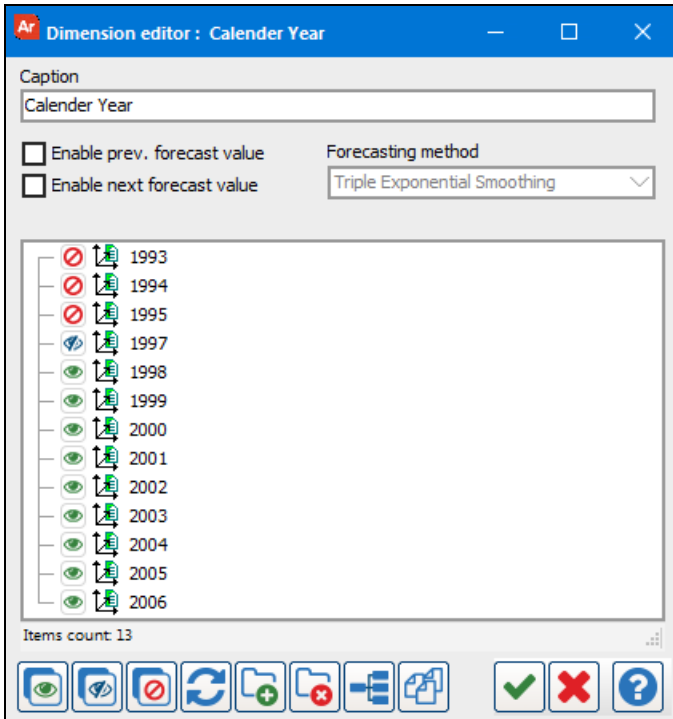 Ar Dimension editor : Calender Year
Caption
Calender Year
Enable prev. forecast value
Forecasting method
Enable next forecast value
Triple Exponential Smoothing
1993
1994
1995
1997
1998
1999
2000
2001
2002
2003
2004
2005
2006
Items count: 13